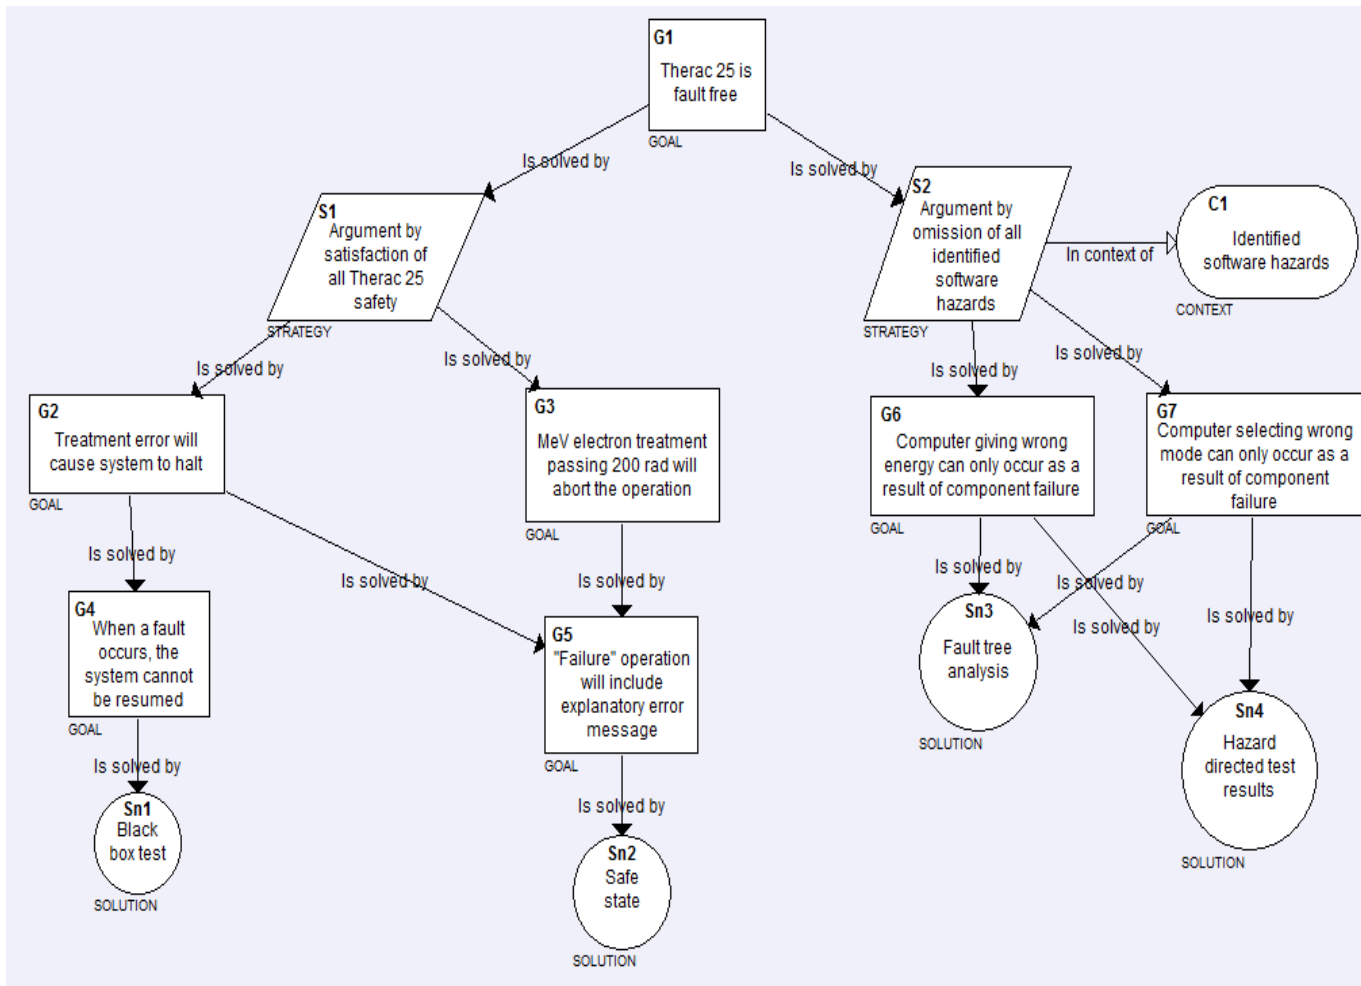 G1
Therac 25 is
fault free
GOAL
Is solved by
Is solved by
S1
Argument by
satisfaction of
all Therac 25
safety
STRATEGY
S2
Argument by
omission of all
identified
software
hazards
STRATEGY
In context of
C1
Identified
software hazards
CONTEXT
Is solved by
Is solved by
Is solved by
Is solved by
G2
Treatment error will
cause system to halt
GOAL
G3
MeV electron treatment
passing 200 rad will
abort the operation
GOAL
G6
Computer giving wrong
energy can only occur as a
result of component failure
GOAL
G7
Computer selecting wrong
mode can only occur as a
result of component
failure
GOAL
Is solved by
Is solved by
Is solved by
Is solved by
Is solved by
Is solved by
Is solved by
G4
When a fault
occurs, the
system cannot
be resumed
GOAL
G5
"Failure" operation
will include
explanatory error
message
GOAL
Sn3
Fault tree
analysis
SOLUTION
Sn4
Hazard
directed test
results
SOLUTION
Is solved by
Is solved by
Sn1
Black
box test
SOLUTION
Sn2
Safe
state
SOLUTION